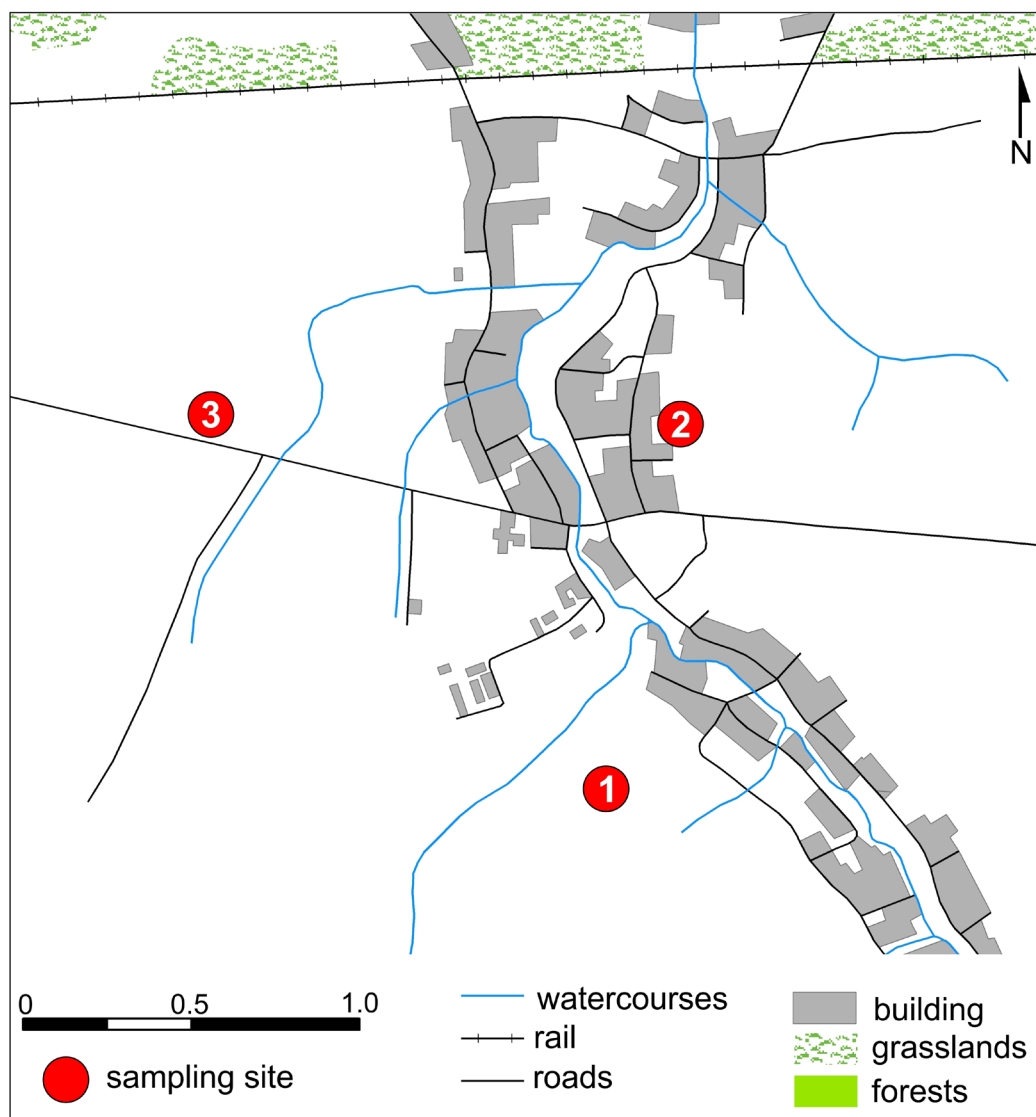 N
3
2
1
0 0.5 1.0
sampling site
watercourses
rail
roads
building
grasslands
forests